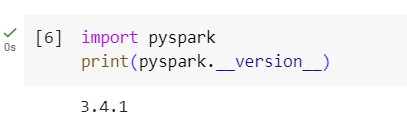 [6] import pyspark
print(pyspark.__version__)
0s
3.4.1